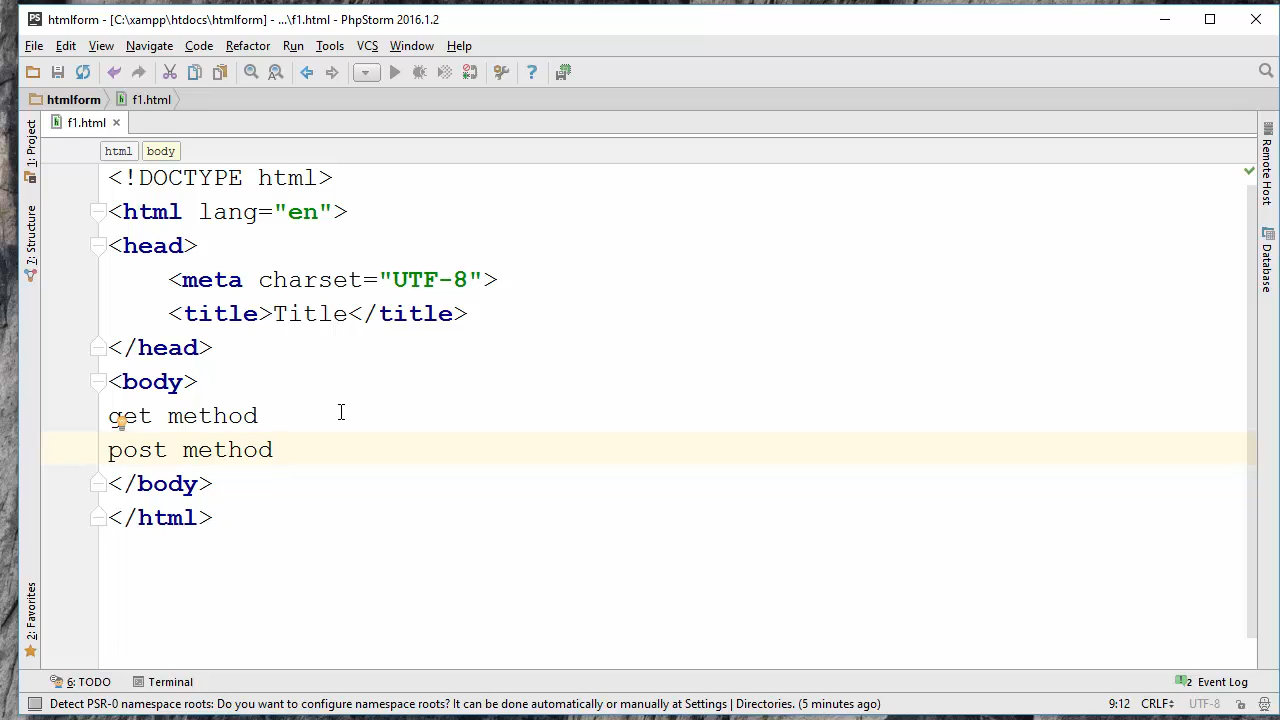 PS htmlform - [C:\xampp\htdocs\htmlform] - ...\f1.html - PhpStorm 2016.1.2
File Edit View Navigate Code Refactor Run Tools VCS Window Help
htmlform f1.html
f1.html
html body
<!DOCTYPE html>
<html lang="en">
<head>
    <meta charset="UTF-8">
    <title>Title</title>
</head>
<body>
get method
post method
</body>
</html>
1: Project
7: Structure
2: Favorites
Remote Host
Database
6: TODO Terminal 2 Event Log
Detect PSR-0 namespace roots: Do you want to configure namespace roots? It can be done automatically or manually at Settings | Directories. (5 minutes ago) 9:12 CRLF UTF-8